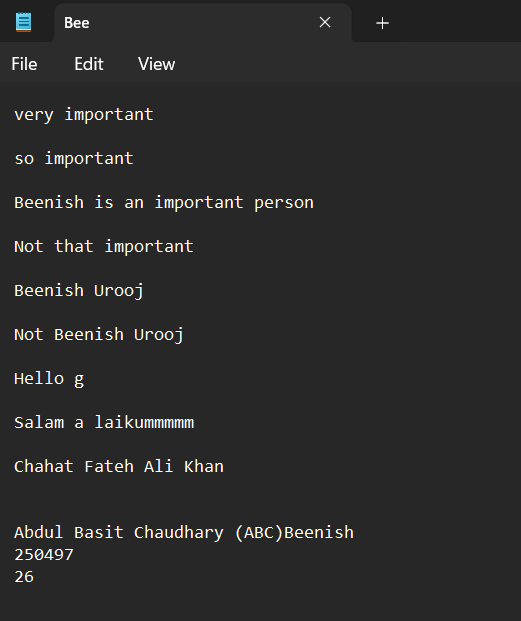 Bee
File Edit View
very important
so important
Beenish is an important person
Not that important
Beenish Urooj
Not Beenish Urooj
Hello g
Salam a laikummmmm
Chahat Fateh Ali Khan
Abdul Basit Chaudhary (ABC)Beenish
250497
26